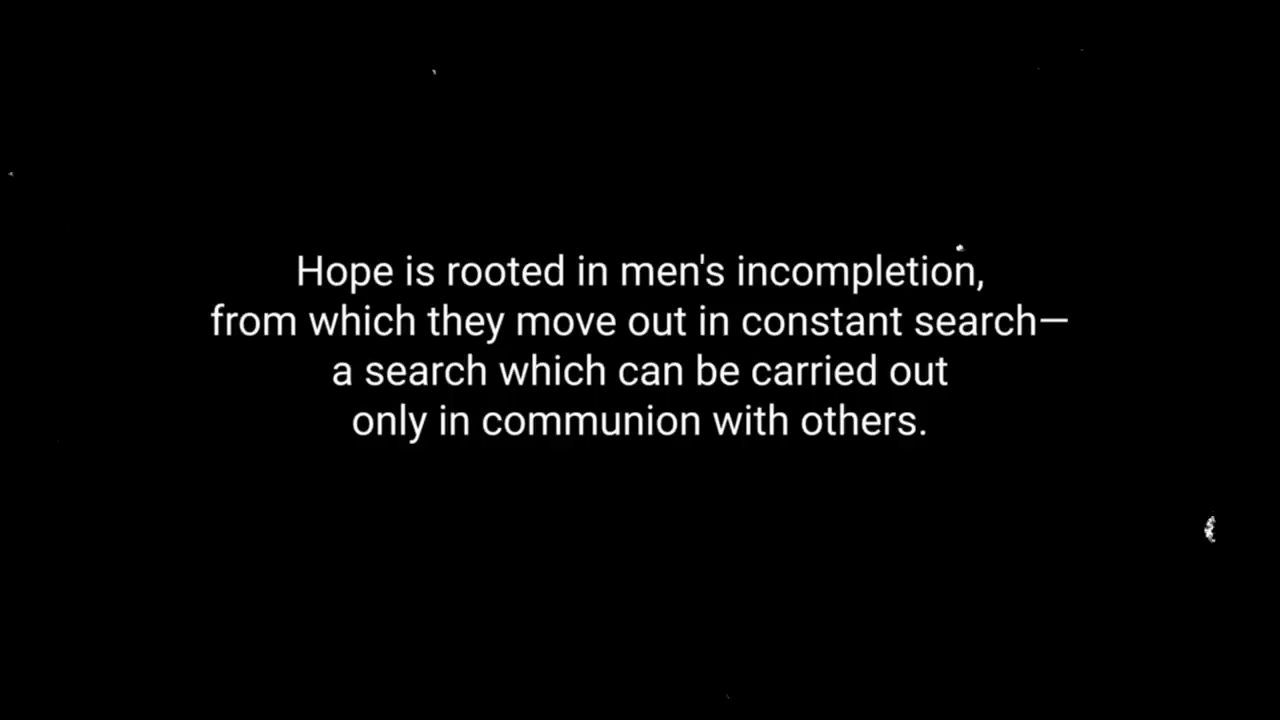 Hope is rooted in men's incompletion,
from which they move out in constant search—
a search which can be carried out
only in communion with others.